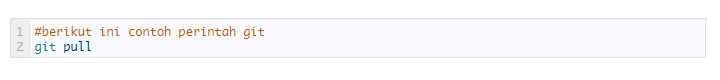 1 #berikut ini contoh perintah git
2 git pull